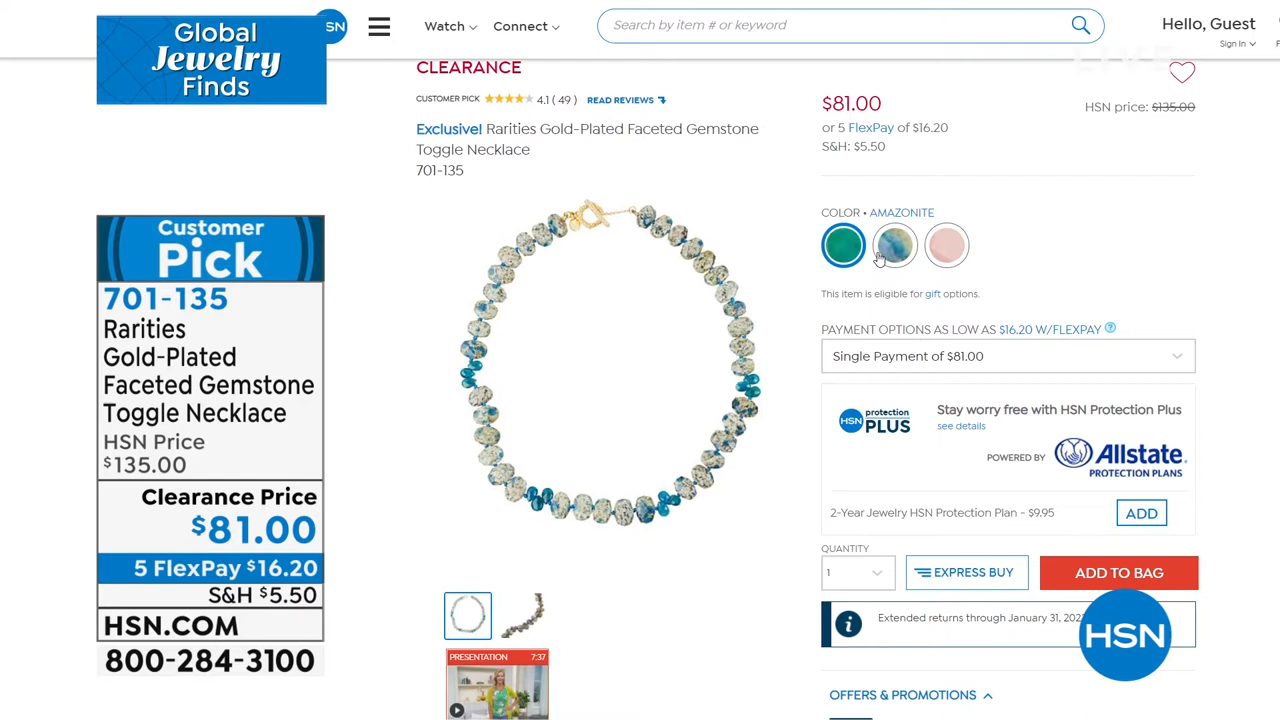 Global
Jewelry
Finds
SN
Watch
Connect
Search by item # or keyword
Hello, Guest
Sign In
LIVE
CLEARANCE
CUSTOMER PICK 4.1 ( 49 ) READ REVIEWS
Exclusive! Rarities Gold-Plated Faceted Gemstone
Toggle Necklace
701-135
$81.00
HSN price: $135.00
or 5 FlexPay of $16.20
S&H: $5.50
COLOR • AMAZONITE
This item is eligible for gift options.
PAYMENT OPTIONS AS LOW AS $16.20 W/FLEXPAY ?
Single Payment of $81.00
HSN protection PLUS
Stay worry free with HSN Protection Plus
see details
POWERED BY Allstate.
PROTECTION PLANS
2-Year Jewelry HSN Protection Plan - $9.95
ADD
QUANTITY
1
EXPRESS BUY
ADD TO BAG
i
Extended returns through January 31,
HSN
OFFERS & PROMOTIONS
PRESENTATION 7:37
Customer
Pick
701-135
Rarities
Gold-Plated
Faceted Gemstone
Toggle Necklace
HSN Price
$135.00
Clearance Price
$81.00
5 FlexPay $16.20
S&H $5.50
HSN.COM
800-284-3100